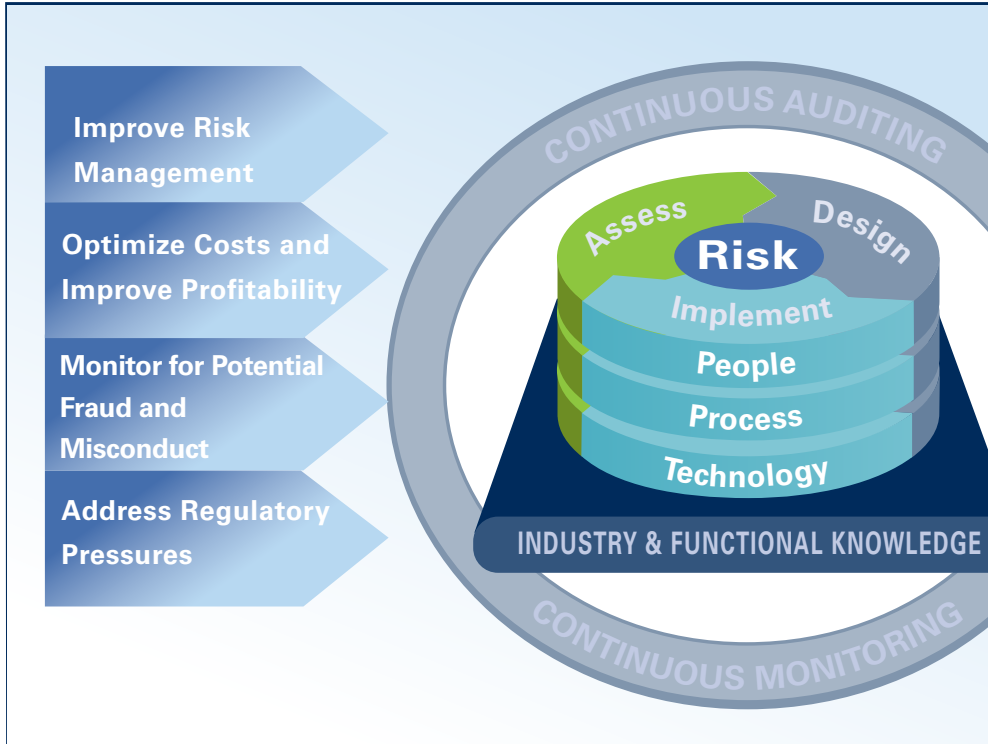 Improve Risk
Management
Optimize Costs and
Improve Profitability
Monitor for Potential
Fraud and
Misconduct
Address Regulatory
Pressures
CONTINUOUS AUDITING
Assess
Design
Risk
Implement
People
Process
Technology
INDUSTRY & FUNCTIONAL KNOWLEDGE
CONTINUOUS MONITORING